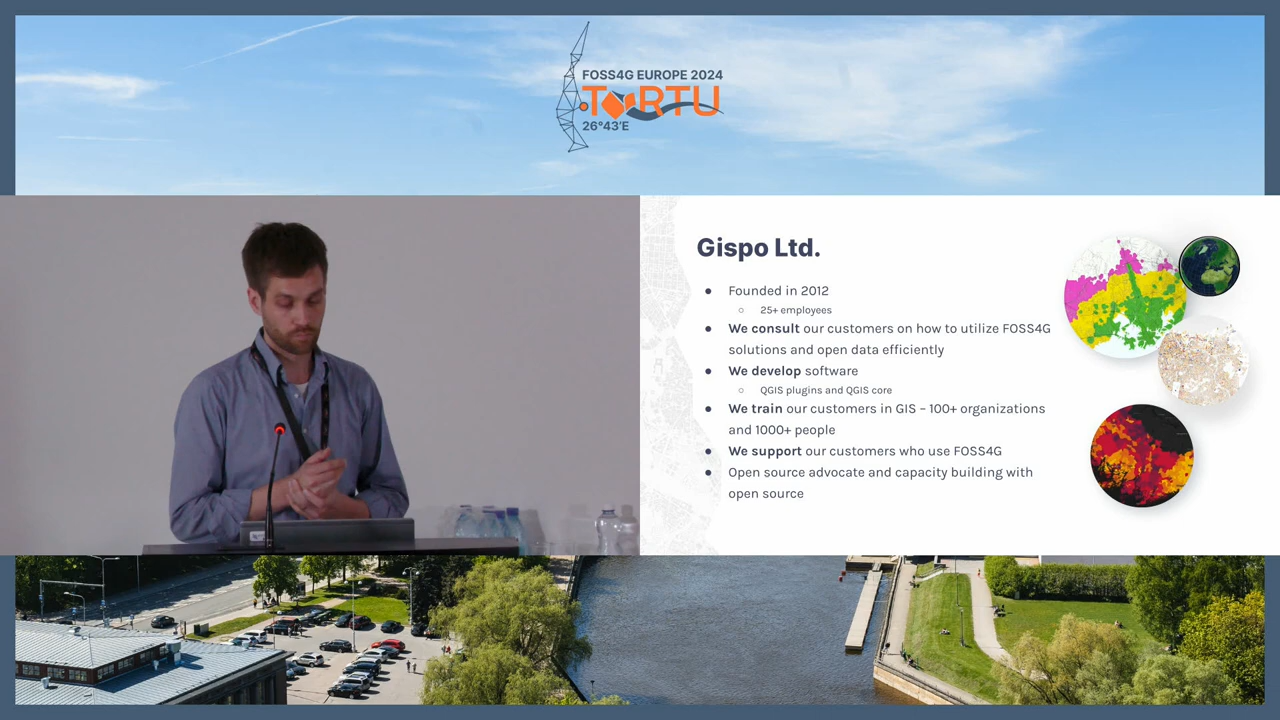 FOSS4G EUROPE 2024
TARTU
26°43'E
Gispo Ltd.
● Founded in 2012
○ 25+ employees
● We consult our customers on how to utilize FOSS4G
solutions and open data efficiently
● We develop software
○ QGIS plugins and QGIS core
● We train our customers in GIS – 100+ organizations
and 1000+ people
● We support our customers who use FOSS4G
● Open source advocate and capacity building with
open source